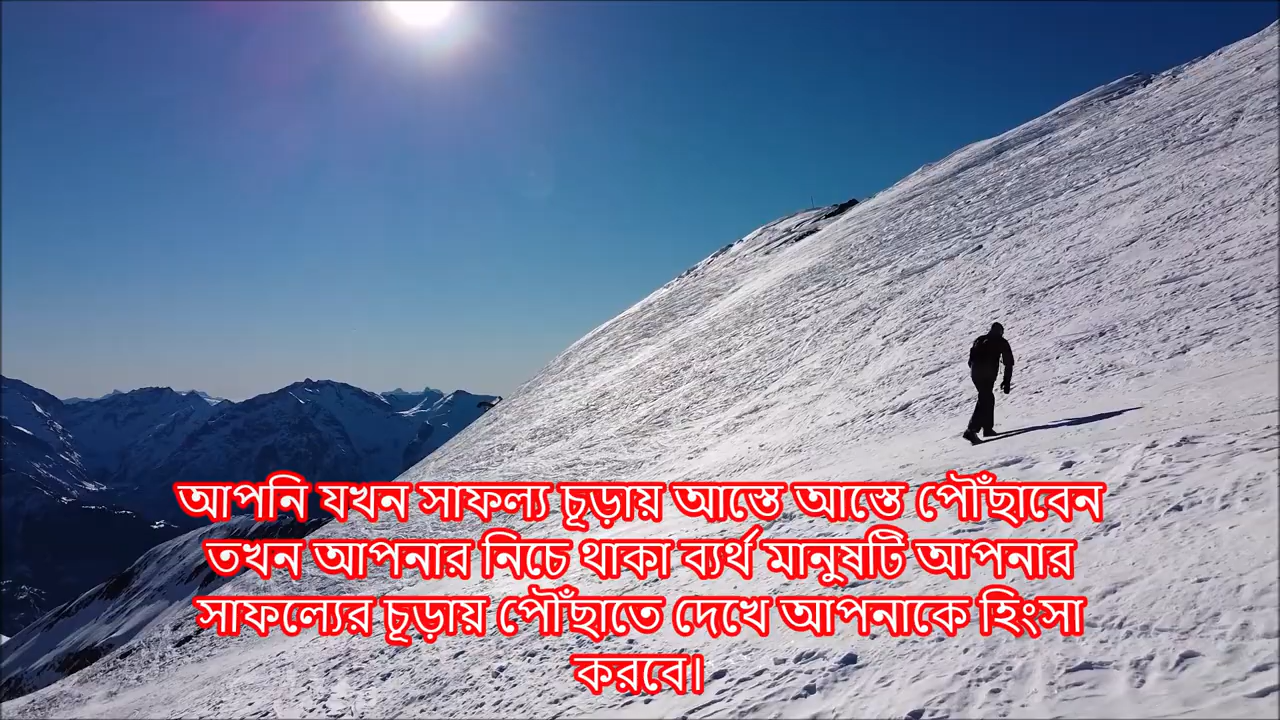 আপনি যখন সাফল্য চূড়ায় আস্তে আস্তে পৌঁছাবেন
তখন আপনার নিচে থাকা ব্যর্থ মানুষটি আপনার
সাফল্যের চূড়ায় পৌঁছাতে দেখে আপনাকে হিংসা
করবে।